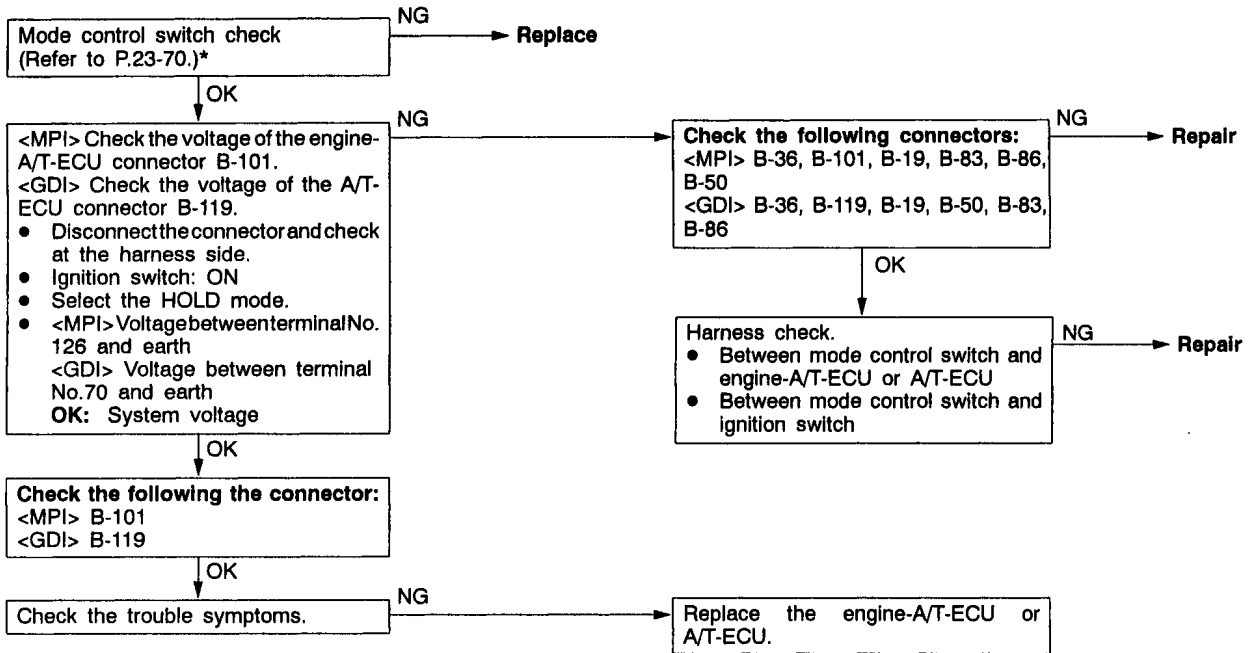 Mode control switch check
(Refer to P.23-70.)*
NG
Replace
OK
<MPI> Check the voltage of the engine-
A/T-ECU connector B-101.
<GDI> Check the voltage of the A/T-
ECU connector B-119.
● Disconnect the connector and check
at the harness side.
● Ignition switch: ON
● Select the HOLD mode.
● <MPI> Voltage between terminal No.
126 and earth
<GDI> Voltage between terminal
No.70 and earth
OK: System voltage
NG
Check the following connectors:
<MPI> B-36, B-101, B-19, B-83, B-86,
B-50
<GDI> B-36, B-119, B-19, B-50, B-83,
B-86
NG
Repair
OK
Harness check.
● Between mode control switch and
engine-A/T-ECU or A/T-ECU
● Between mode control switch and
ignition switch
NG
Repair
OK
Check the following the connector:
<MPI> B-101
<GDI> B-119
OK
Check the trouble symptoms.
NG
Replace the engine-A/T-ECU or
A/T-ECU.